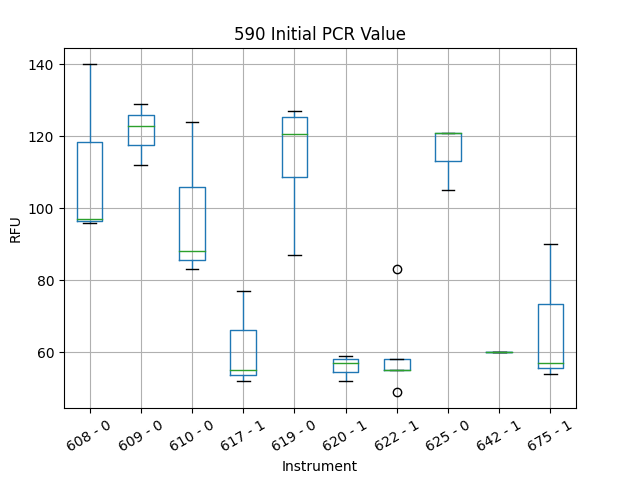 590 Initial PCR Value
140
120
100
80
60
RFU
608 - 0
609 - 0
610 - 0
617 - 1
619 - 0
620 - 1
622 - 1
625 - 0
642 - 1
675 - 1
Instrument